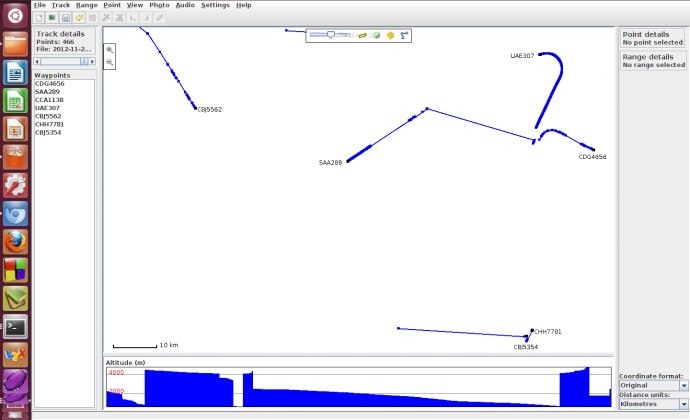 File Track Range Point View Photo Audio Settings Help
Track details
Points: 466
File: 2012-11-2...
Waypoints
CDG4656
SAA289
CCA1138
UAE307
CBJ5562
CHH7781
CBJ5354
UAE307
CBJ5562
SAA289
CDG4656
CHH7781
CBJ5354
10 km
Point details
No point selected
Range details
No range selected
Altitude (m)
4000
2000
Coordinate format:
Original
Distance units:
Kilometres